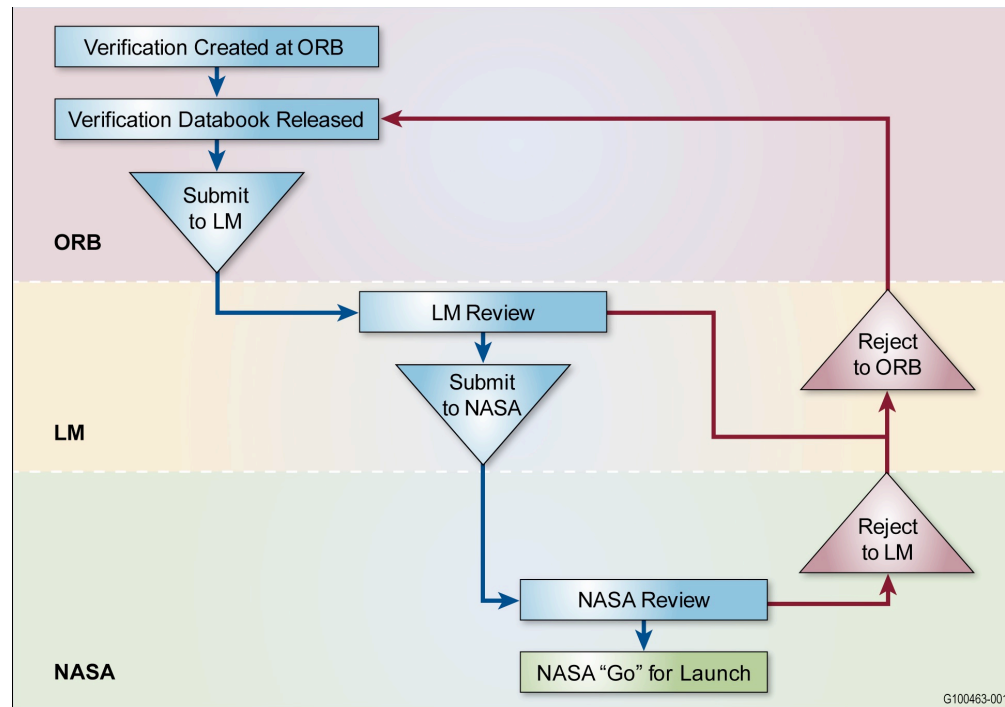 Verification Created at ORB
Verification Databook Released
Submit
to LM
ORB
LM Review
Reject
to ORB
Submit
to NASA
LM
Reject
to LM
NASA Review
NASA “Go” for Launch
NASA
G100463-001